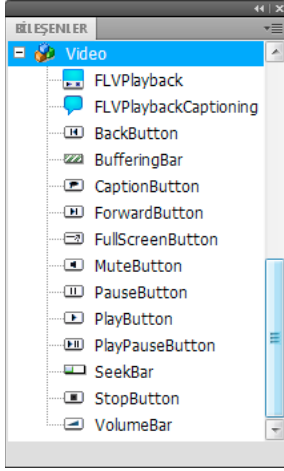 BİLEŞENLER
Video
FLVPlayback
FLVPlaybackCaptioning
BackButton
BufferingBar
CaptionButton
ForwardButton
FullScreenButton
MuteButton
PauseButton
PlayButton
PlayPauseButton
SeekBar
StopButton
VolumeBar